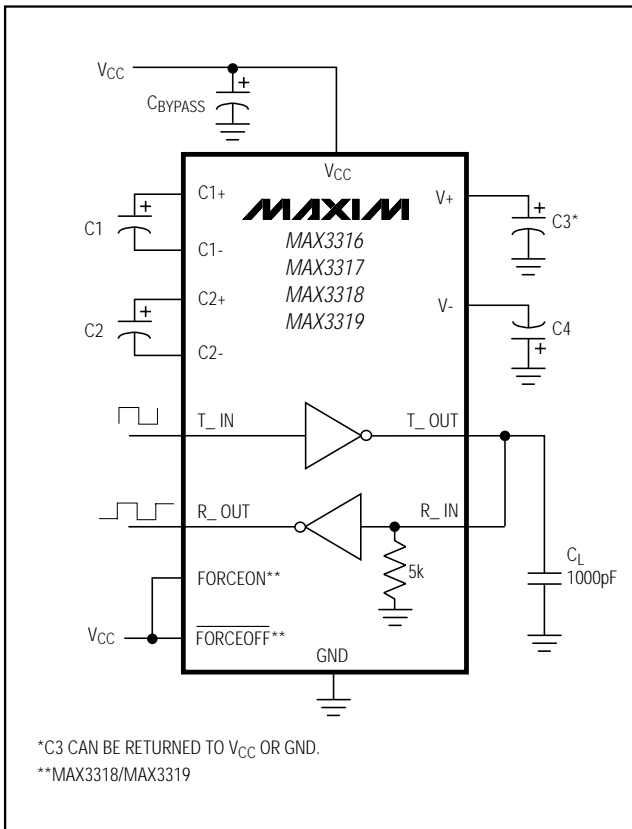 VCC
CBYPASS
VCC
C1+
C1
C1-
C2+
C2
C2-
MAXIM
MAX3316
MAX3317
MAX3318
MAX3319
V+
C3*
V-
C4
T_ IN
T_ OUT
R_ OUT
R_ IN
5k
CL
1000pF
FORCEON**
VCC
FORCEOFF**
GND
*C3 CAN BE RETURNED TO VCC OR GND.
**MAX3318/MAX3319